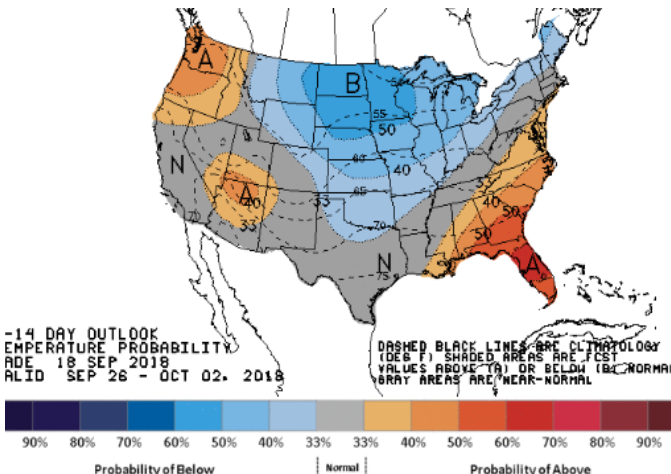 A
B
55
50
60
40
N
A
40
33
33
65
70
70
33
40
50
50
N
75
A
-14 DAY OUTLOOK
EMPERATURE PROBABILITY
ADE 18 SEP 2018
ALID SEP 26 - OCT 02. 2018
DASHED BLACK LINES ARE CLIMATOLOGY
(DEG F) SHADED AREAS ARE FCST
VALUES ABOVE (A) OR BELOW (B) NORMAL
GRAY AREAS ARE NEAR-NORMAL
90% 80% 70% 60% 50% 40% 33% 33% 40% 50% 60% 70% 80% 90%
Probability of Below Normal Probability of Above